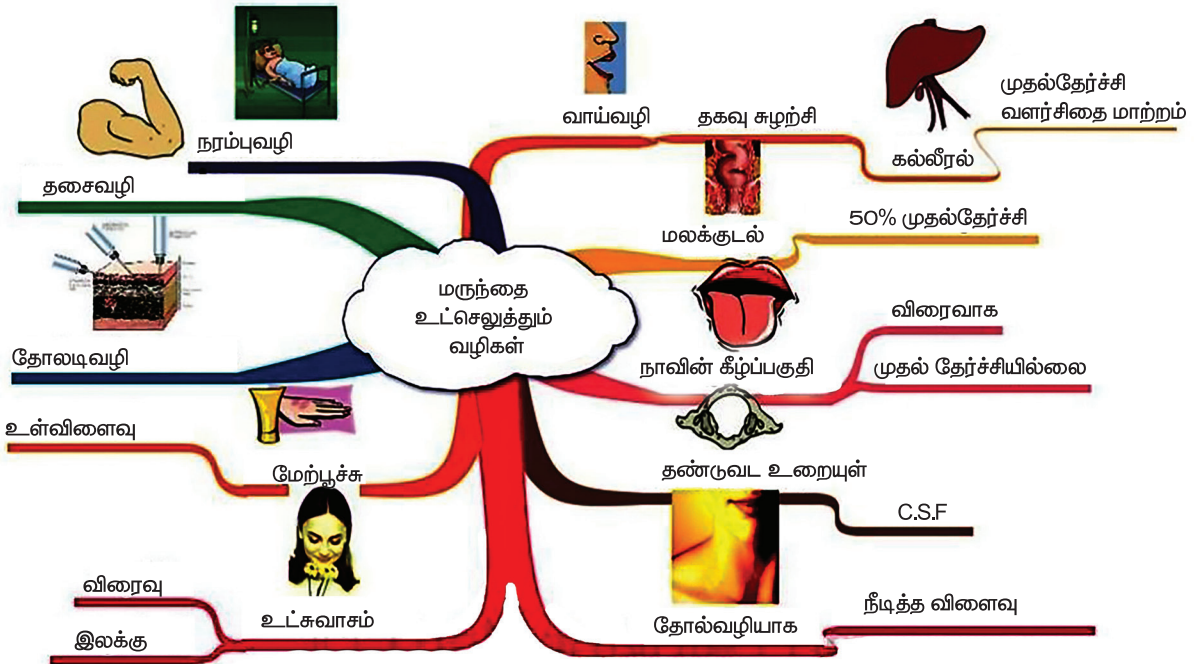 நரம்புவழி
தசைவழி
தோலடிவழி
உள்விளைவு
மேற்பூச்சு
விரைவு
இலக்கு
உட்சுவாசம்
மருந்தை
உட்செலுத்தும்
வழிகள்
வாய்வழி
தகவு சுழற்சி
கல்லீரல்
முதல்தேர்ச்சி
வளர்சிதை மாற்றம்
மலக்குடல்
50% முதல்தேர்ச்சி
நாவின் கீழ்ப்பகுதி
விரைவாக
முதல் தேர்ச்சியில்லை
தண்டுவட உறையுள்
C.S.F
தோல்வழியாக
நீடித்த விளைவு